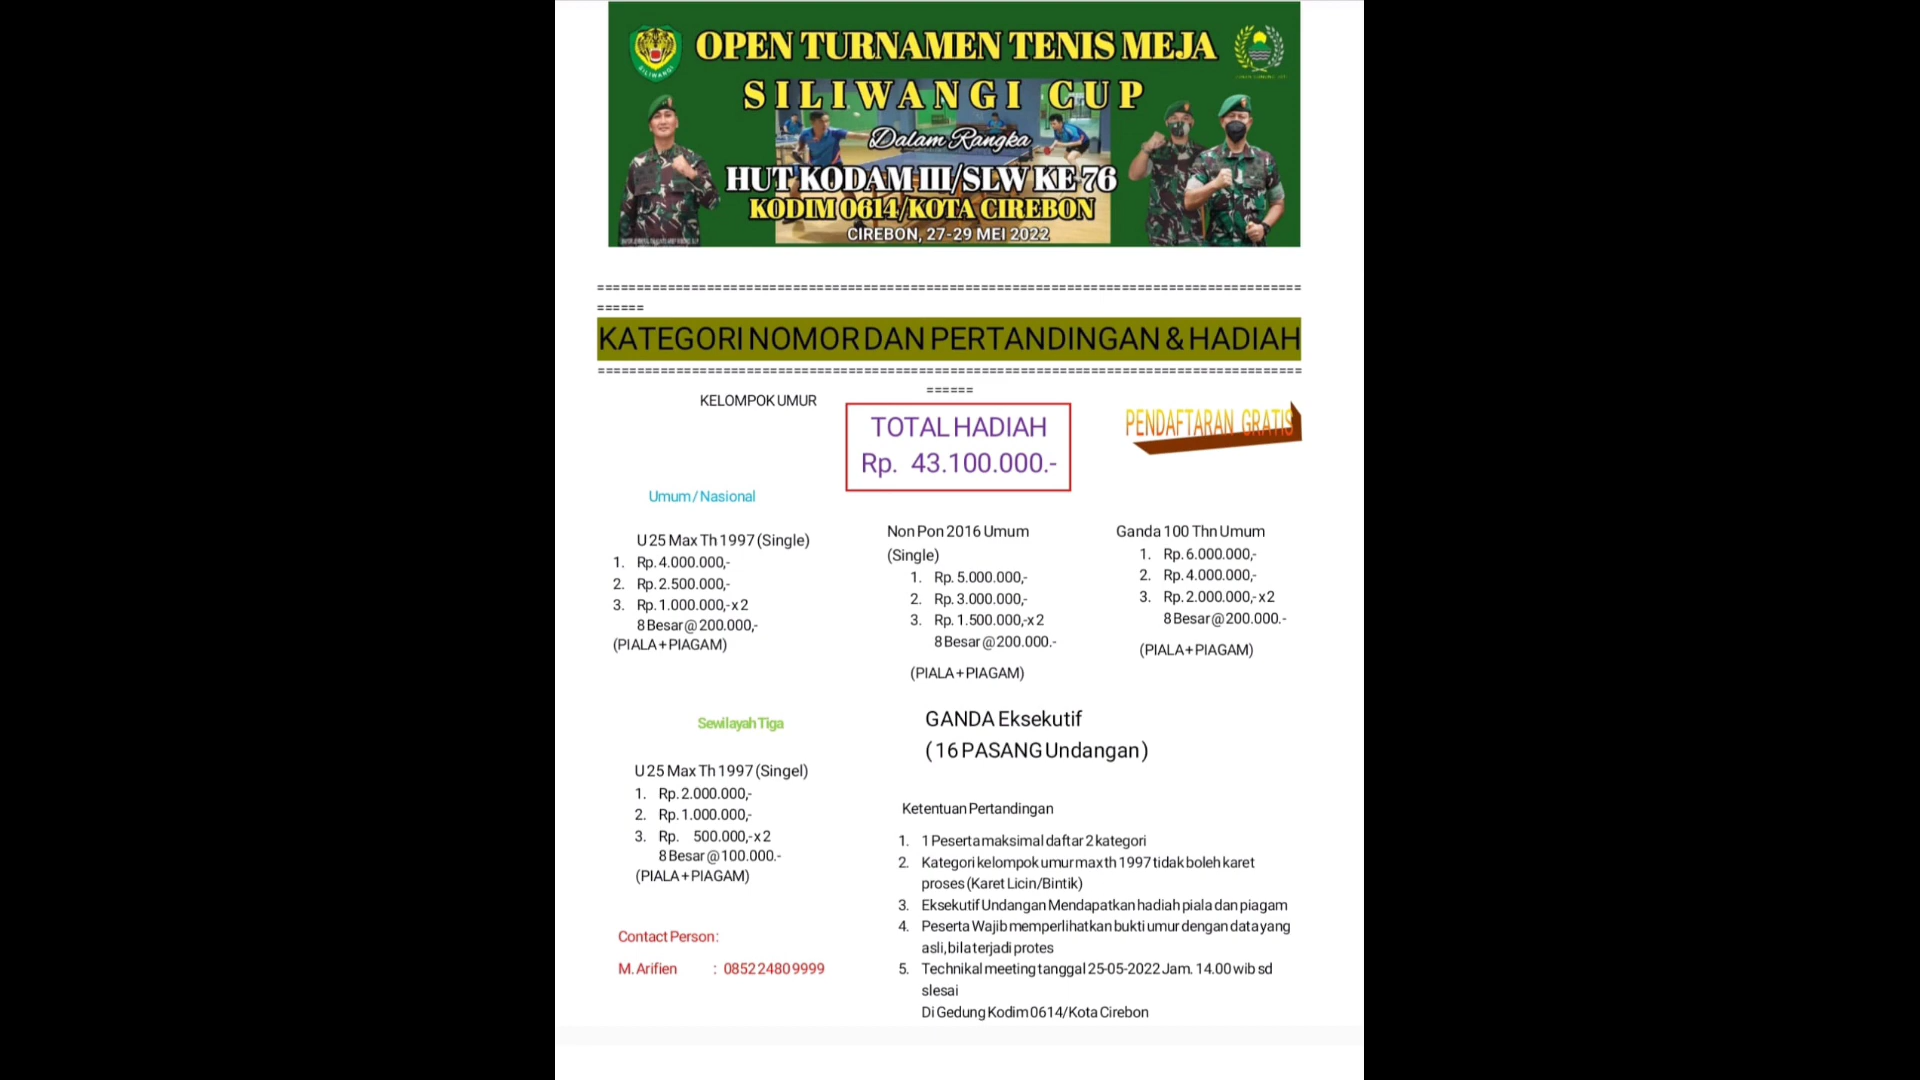 OPEN TURNAMEN TENIS MEJA
SILIWANGI CUP
Dalam Rangka
HUT KODAM III/SLW KE 76
KODIM 0614/KOTA CIREBON
CIREBON, 27-29 MEI 2022
SILIWANGI
==========================================================================================
======
KATEGORI NOMOR DAN PERTANDINGAN & HADIAH
==========================================================================================
======
KELOMPOK UMUR
TOTAL HADIAH
Rp. 43.100.000.-
PENDAFTARAN GRATIS
Umum / Nasional
U 25 Max Th 1997 (Single)
1. Rp. 4.000.000,-
2. Rp. 2.500.000,-
3. Rp. 1.000.000,- x 2
8 Besar @ 200.000,-
(PIALA + PIAGAM)
Non Pon 2016 Umum
(Single)
1. Rp. 5.000.000,-
2. Rp. 3.000.000,-
3. Rp. 1.500.000,-x 2
8 Besar @200.000.-
(PIALA + PIAGAM)
Ganda 100 Thn Umum
1. Rp. 6.000.000,-
2. Rp. 4.000.000,-
3. Rp. 2.000.000,- x2
8 Besar @ 200.000.-
(PIALA + PIAGAM)
Sewilayah Tiga
U 25 Max Th 1997 (Singel)
1. Rp. 2.000.000,-
2. Rp. 1.000.000,-
3. Rp. 500.000,- x 2
8 Besar @ 100.000.-
(PIALA + PIAGAM)
GANDA Eksekutif
( 16 PASANG Undangan )
Ketentuan Pertandingan
1. 1 Peserta maksimal daftar 2 kategori
2. Kategori kelompok umur max th 1997 tidak boleh karet
proses (Karet Licin/Bintik)
3. Eksekutif Undangan Mendapatkan hadiah piala dan piagam
4. Peserta Wajib memperlihatkan bukti umur dengan data yang
asli, bila terjadi protes
5. Technikal meeting tanggal 25-05-2022 Jam. 14.00 wib sd
slesai
Di Gedung Kodim 0614/Kota Cirebon
Contact Person :
M. Arifien : 0852 2480 9999